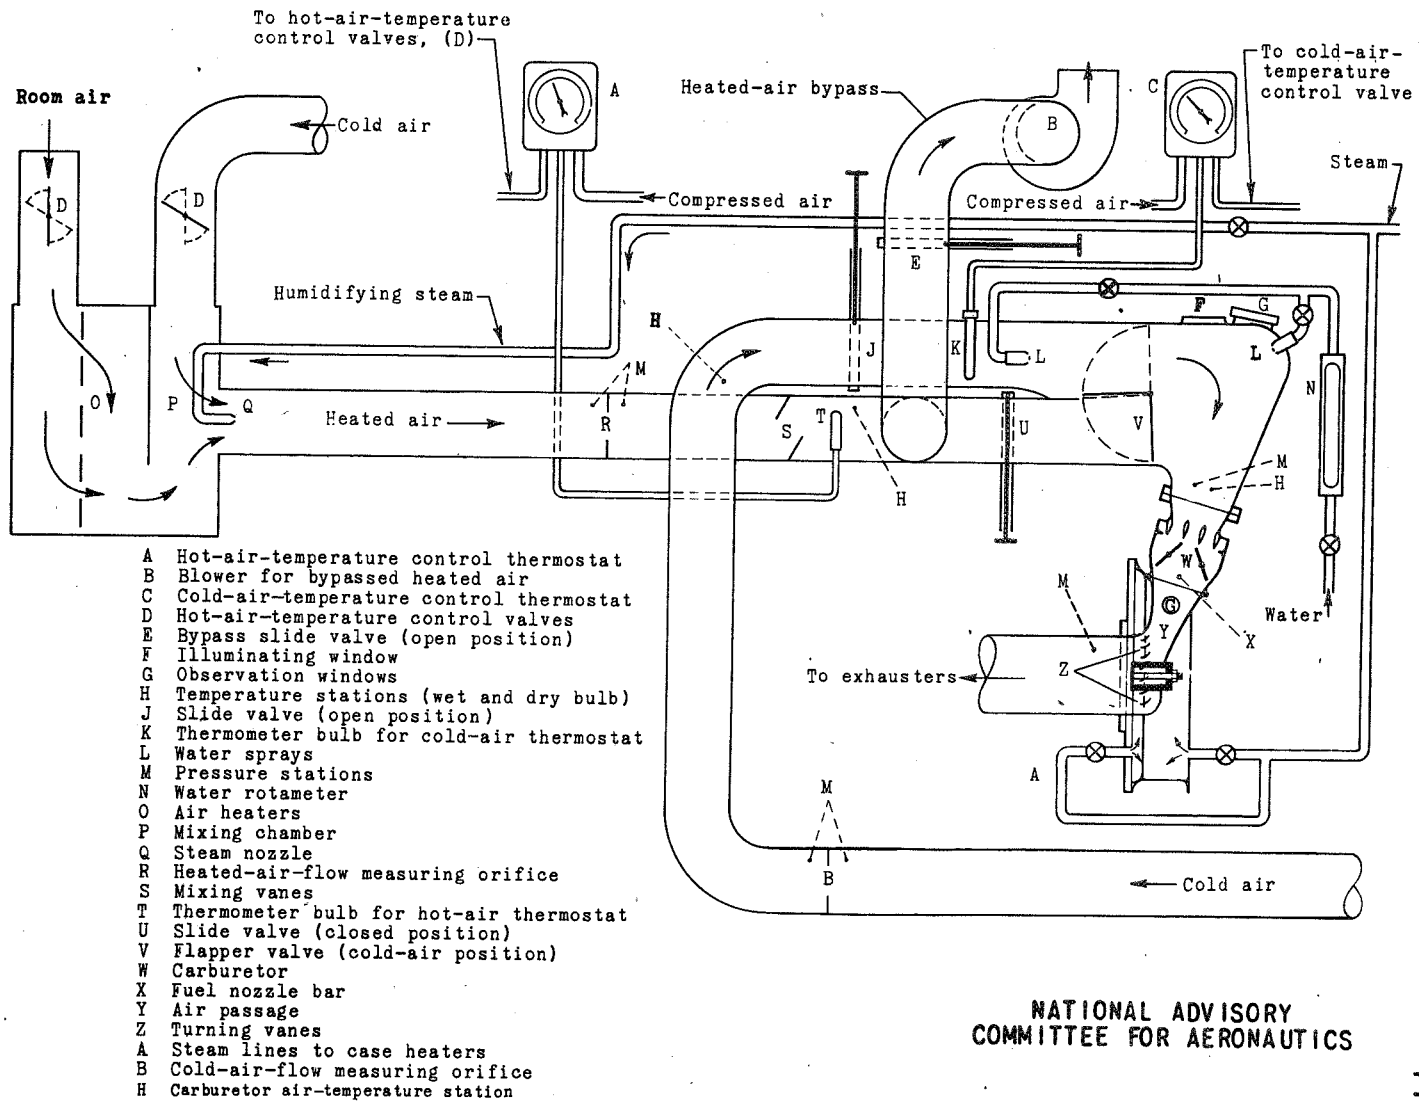 To hot-air-temperature
control valves, (D)
Room air
Cold air
A
Heated-air bypass
B
C
To cold-air-
temperature
control valve
Steam
D
D
Compressed air
Compressed air
E
Humidifying steam
H
J
K
L
F
G
L
N
O
P
Q
Heated air
M
R
S
T
U
V
H
M
H
W
G
Y
X
M
Z
Water
To exhausters
A
M
B
Cold air
A Hot-air-temperature control thermostat
B Blower for bypassed heated air
C Cold-air-temperature control thermostat
D Hot-air-temperature control valves
E Bypass slide valve (open position)
F Illuminating window
G Observation windows
H Temperature stations (wet and dry bulb)
J Slide valve (open position)
K Thermometer bulb for cold-air thermostat
L Water sprays
M Pressure stations
N Water rotameter
O Air heaters
P Mixing chamber
Q Steam nozzle
R Heated-air-flow measuring orifice
S Mixing vanes
T Thermometer bulb for hot-air thermostat
U Slide valve (closed position)
V Flapper valve (cold-air position)
W Carburetor
X Fuel nozzle bar
Y Air passage
Z Turning vanes
A Steam lines to case heaters
B Cold-air-flow measuring orifice
H Carburetor air-temperature station
NATIONAL ADVISORY
COMMITTEE FOR AERONAUTICS